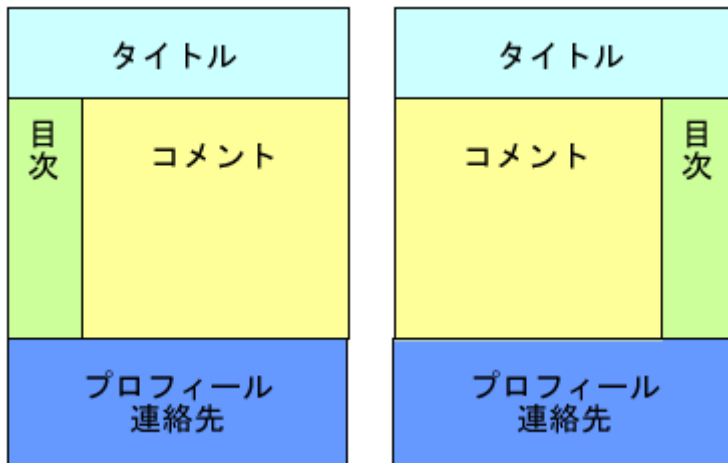 タイトル
目次
コメント
プロフィール
連絡先
タイトル
コメント
目次
プロフィール
連絡先